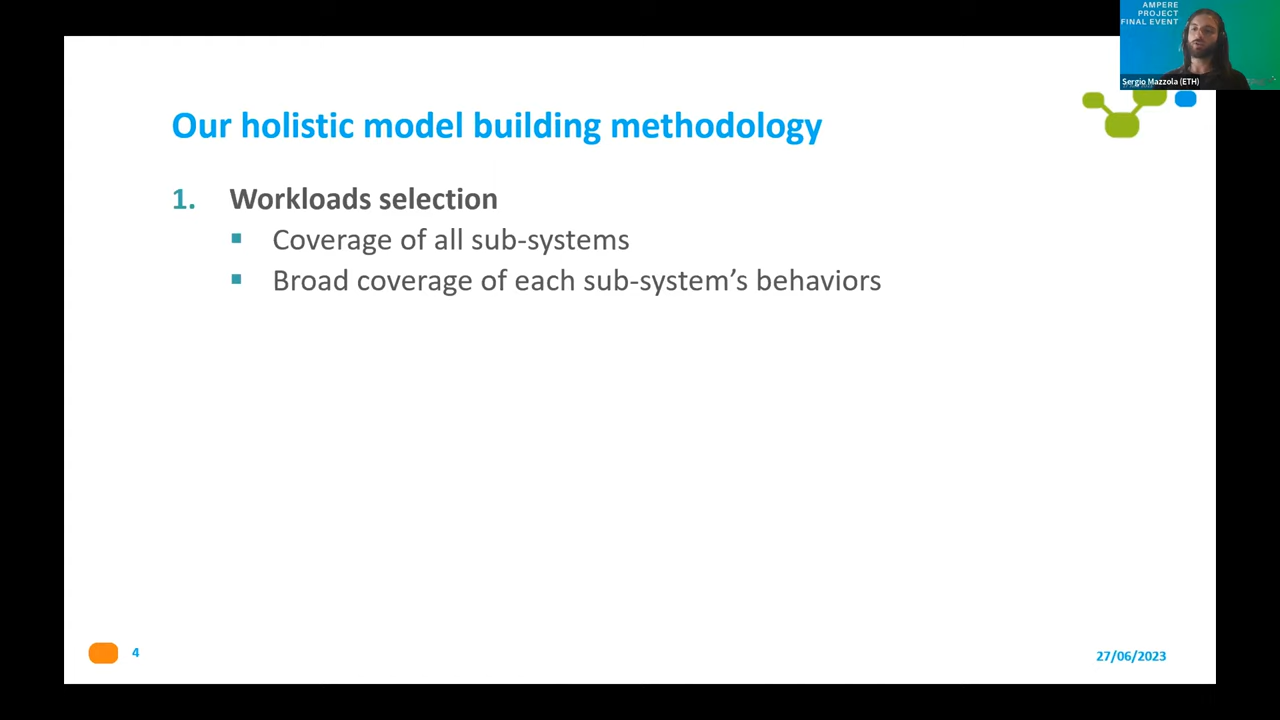 AMPERE
PROJECT
FINAL EVENT
Sergio Mazzola (ETH)
Our holistic model building methodology
1. Workloads selection
▪ Coverage of all sub-systems
▪ Broad coverage of each sub-system's behaviors
4
27/06/2023